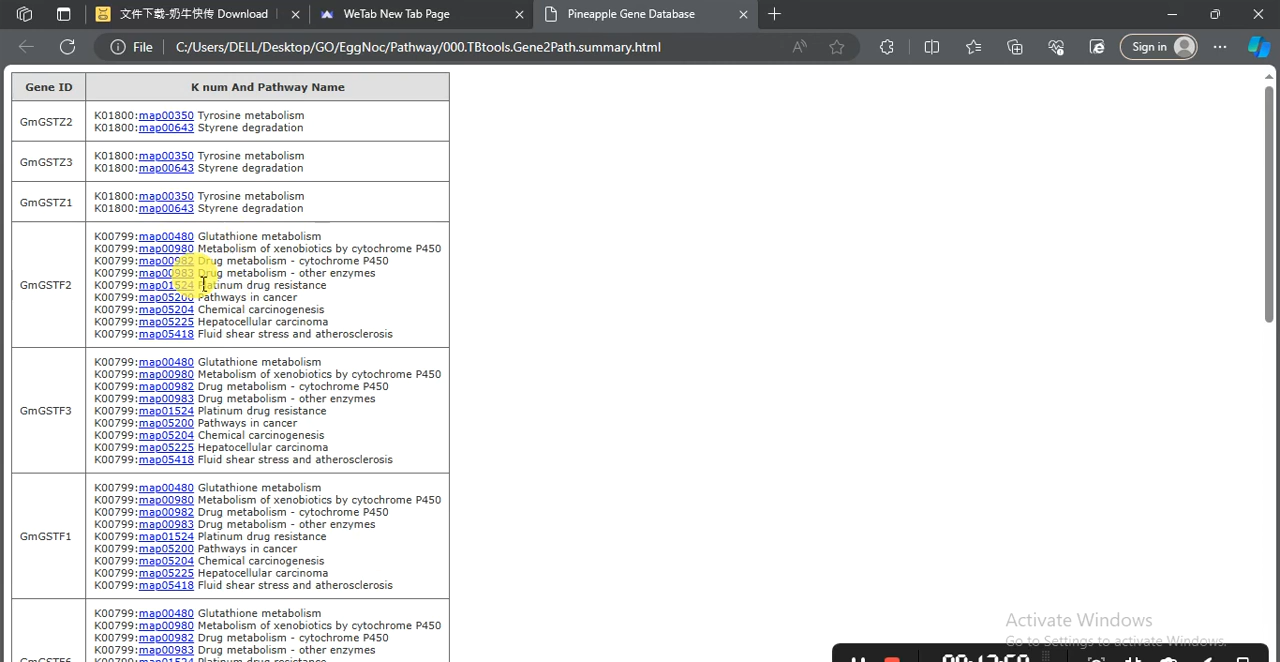 文件下载-奶牛快传 Download
WeTab New Tab Page
Pineapple Gene Database
File C:/Users/DELL/Desktop/GO/EggNoc/Pathway/000.TBtools.Gene2Path.summary.html
Sign in
Gene ID K num And Pathway Name
GmGSTZ2
K01800:map00350 Tyrosine metabolism
K01800:map00643 Styrene degradation
GmGSTZ3
K01800:map00350 Tyrosine metabolism
K01800:map00643 Styrene degradation
GmGSTZ1
K01800:map00350 Tyrosine metabolism
K01800:map00643 Styrene degradation
GmGSTF2
K00799:map00480 Glutathione metabolism
K00799:map00980 Metabolism of xenobiotics by cytochrome P450
K00799:map00982 Drug metabolism - cytochrome P450
K00799:map00983 Drug metabolism - other enzymes
K00799:map01524 Platinum drug resistance
K00799:map05200 Pathways in cancer
K00799:map05204 Chemical carcinogenesis
K00799:map05225 Hepatocellular carcinoma
K00799:map05418 Fluid shear stress and atherosclerosis
GmGSTF3
K00799:map00480 Glutathione metabolism
K00799:map00980 Metabolism of xenobiotics by cytochrome P450
K00799:map00982 Drug metabolism - cytochrome P450
K00799:map00983 Drug metabolism - other enzymes
K00799:map01524 Platinum drug resistance
K00799:map05200 Pathways in cancer
K00799:map05204 Chemical carcinogenesis
K00799:map05225 Hepatocellular carcinoma
K00799:map05418 Fluid shear stress and atherosclerosis
GmGSTF1
K00799:map00480 Glutathione metabolism
K00799:map00980 Metabolism of xenobiotics by cytochrome P450
K00799:map00982 Drug metabolism - cytochrome P450
K00799:map00983 Drug metabolism - other enzymes
K00799:map01524 Platinum drug resistance
K00799:map05200 Pathways in cancer
K00799:map05204 Chemical carcinogenesis
K00799:map05225 Hepatocellular carcinoma
K00799:map05418 Fluid shear stress and atherosclerosis
K00799:map00480 Glutathione metabolism
K00799:map00980 Metabolism of xenobiotics by cytochrome P450
K00799:map00982 Drug metabolism - cytochrome P450
K00799:map00983 Drug metabolism - other enzymes
K00799:map01524 Platinum drug resistance
Activate Windows
Go to Settings to activate Windows.